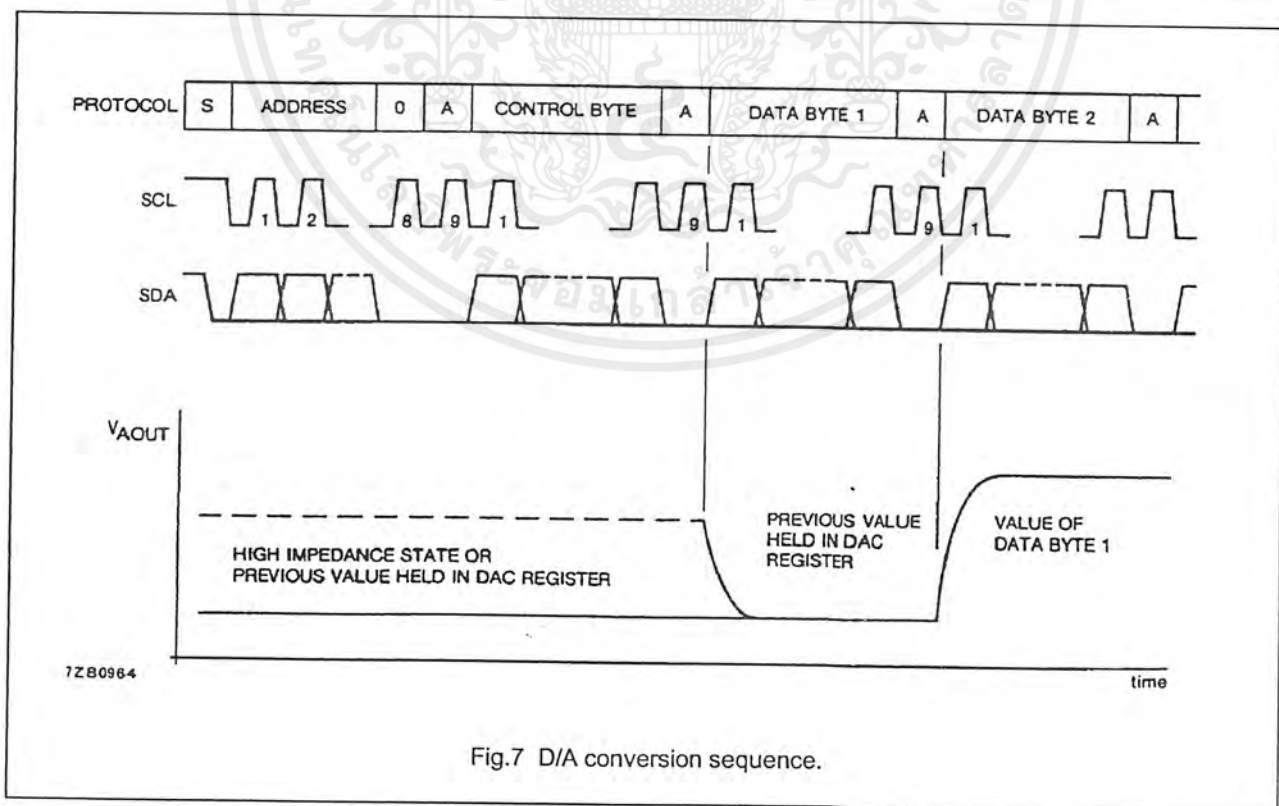 PROTOCOL S ADDRESS 0 A CONTROL BYTE A DATA BYTE 1 A DATA BYTE 2 A
SCL 1 2 8 9 1 9 1 9 1
SDA
VAOUT
HIGH IMPEDANCE STATE OR
PREVIOUS VALUE HELD IN DAC REGISTER
PREVIOUS VALUE
HELD IN DAC
REGISTER
VALUE OF
DATA BYTE 1
7Z80964
time
Fig.7 D/A conversion sequence.